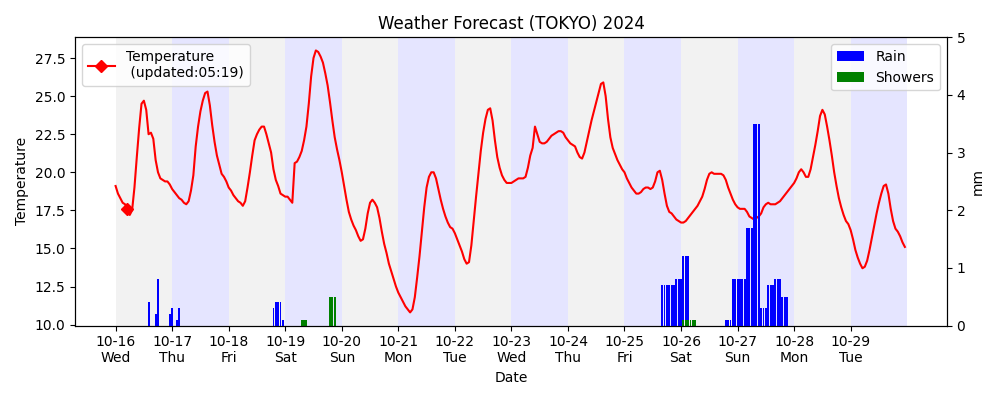 Weather Forecast (TOKYO) 2024
Temperature
(updated:05:19)
Rain
Showers
Temperature
27.5
25.0
22.5
20.0
17.5
15.0
12.5
10.0
5
4
3
2
1
0
mm
10-16 10-17 10-18 10-19 10-20 10-21 10-22 10-23 10-24 10-25 10-26 10-27 10-28 10-29
Wed Thu Fri Sat Sun Mon Tue Wed Thu Fri Sat Sun Mon Tue
Date